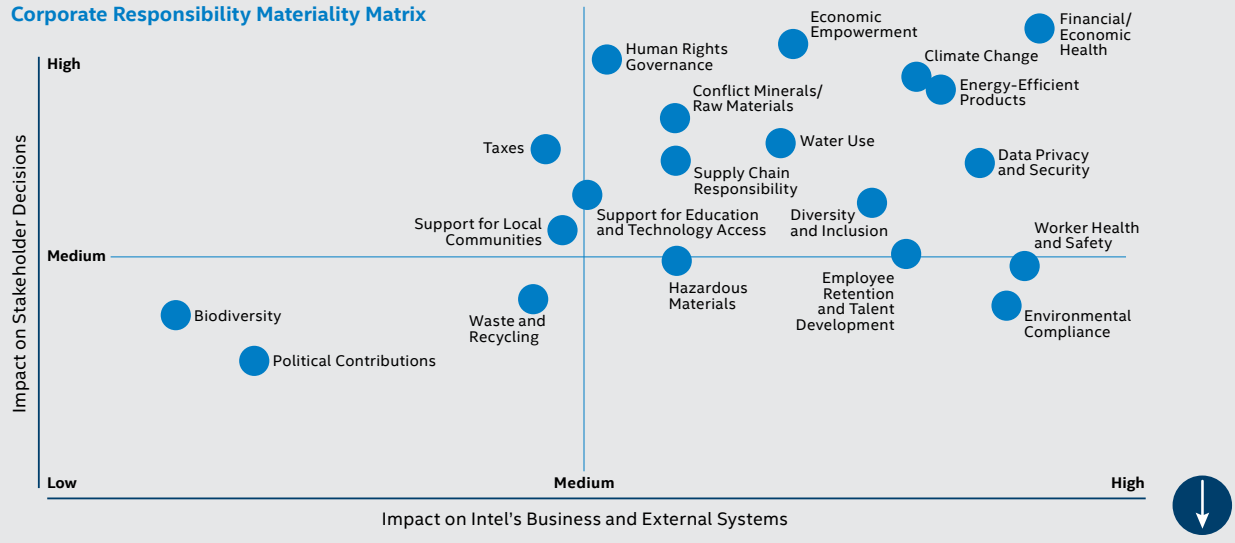 Corporate Responsibility Materiality Matrix
High
Impact on Stakeholder Decisions
Human Rights
Governance
Economic
Empowerment
Financial/
Economic
Health
Climate Change
Energy-Efficient
Products
Conflict Minerals/
Raw Materials
Taxes
Water Use
Data Privacy
and Security
Supply Chain
Responsibility
Support for Local
Communities
Support for Education
and Technology Access
Diversity
and Inclusion
Worker Health
and Safety
Medium
Hazardous
Materials
Employee
Retention
and Talent
Development
Biodiversity
Waste and
Recycling
Environmental
Compliance
Political Contributions
Low
Medium
High
Impact on Intel's Business and External Systems